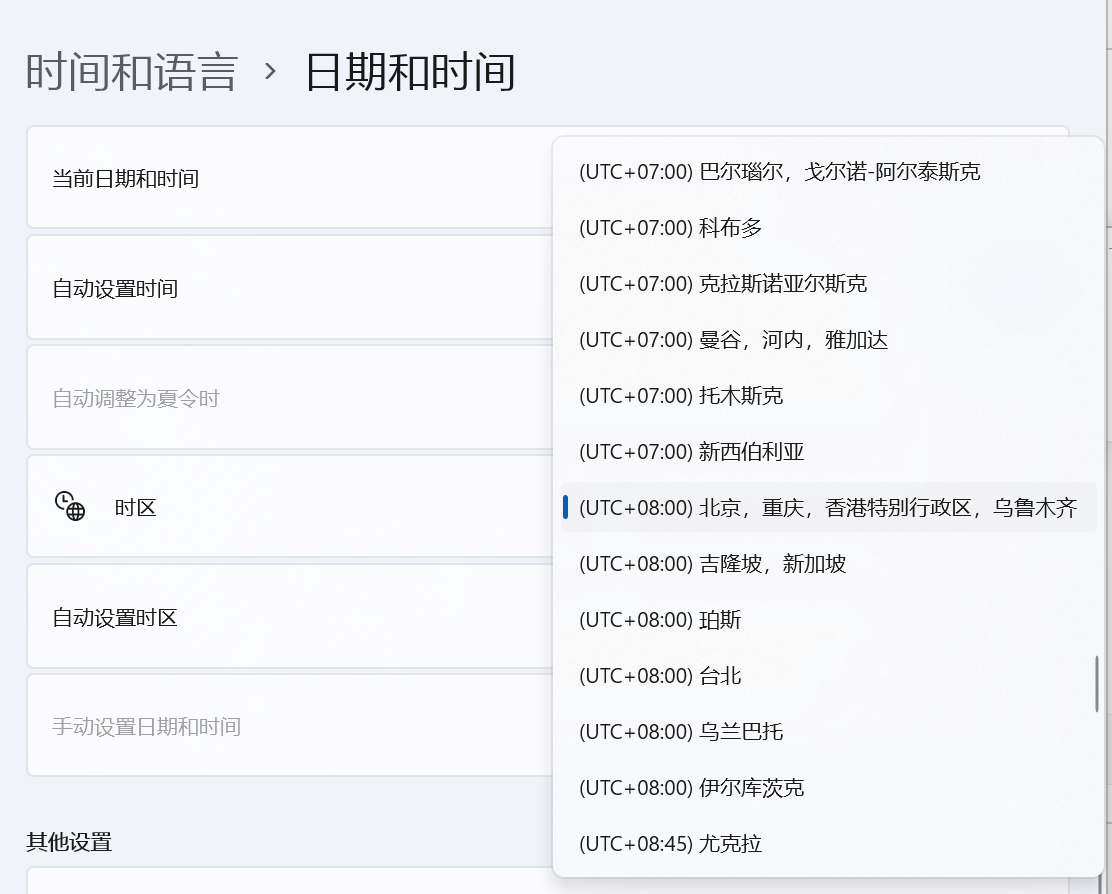 时间和语言 › 日期和时间
当前日期和时间
自动设置时间
自动调整为夏令时
时区
自动设置时区
手动设置日期和时间
其他设置
(UTC+07:00) 巴尔瑙尔，戈尔诺-阿尔泰斯克
(UTC+07:00) 科布多
(UTC+07:00) 克拉斯诺亚尔斯克
(UTC+07:00) 曼谷，河内，雅加达
(UTC+07:00) 托木斯克
(UTC+07:00) 新西伯利亚
(UTC+08:00) 北京，重庆，香港特别行政区，乌鲁木齐
(UTC+08:00) 吉隆坡，新加坡
(UTC+08:00) 珀斯
(UTC+08:00) 台北
(UTC+08:00) 乌兰巴托
(UTC+08:00) 伊尔库茨克
(UTC+08:45) 尤克拉